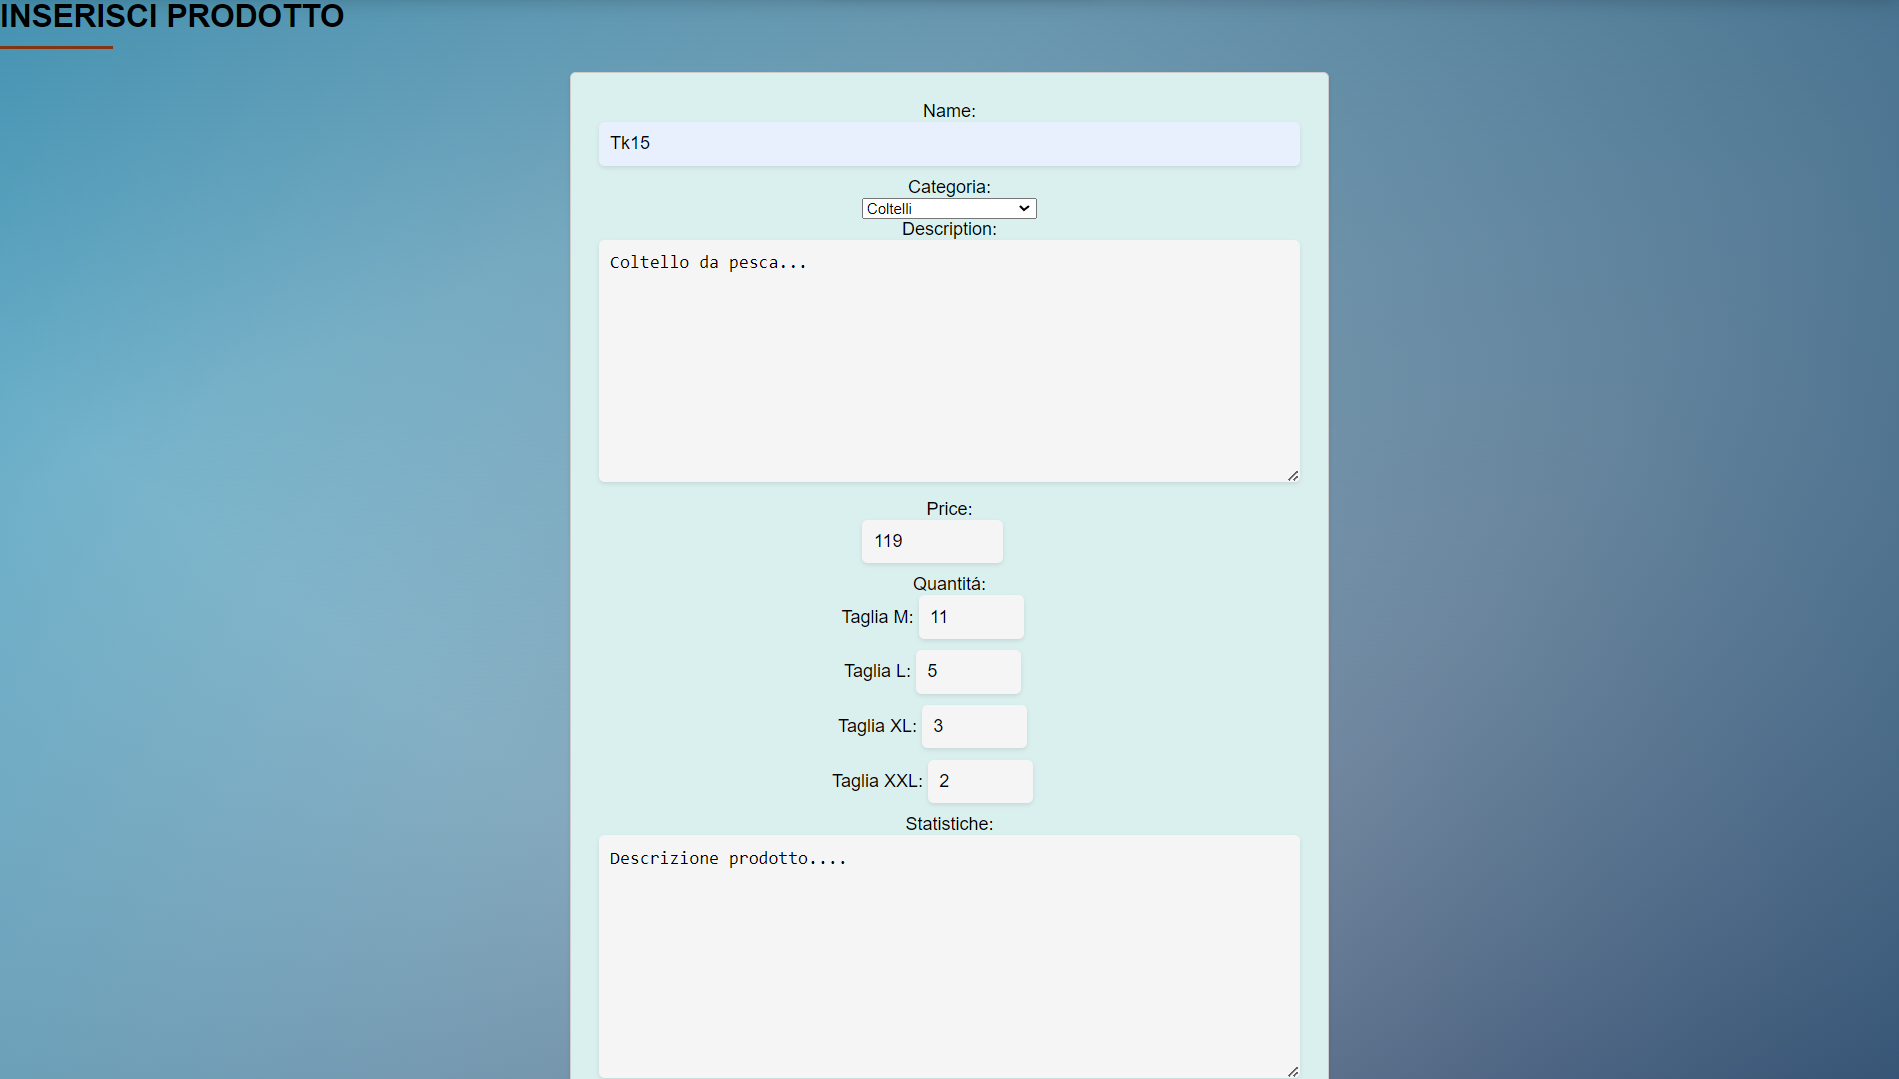 INSERISCI PRODOTTO
Name:
Tk15
Categoria:
Coltelli
Description:
Coltello da pesca...
Price:
119
Quantitá:
Taglia M: 11
Taglia L: 5
Taglia XL: 3
Taglia XXL: 2
Statistiche:
Descrizione prodotto....